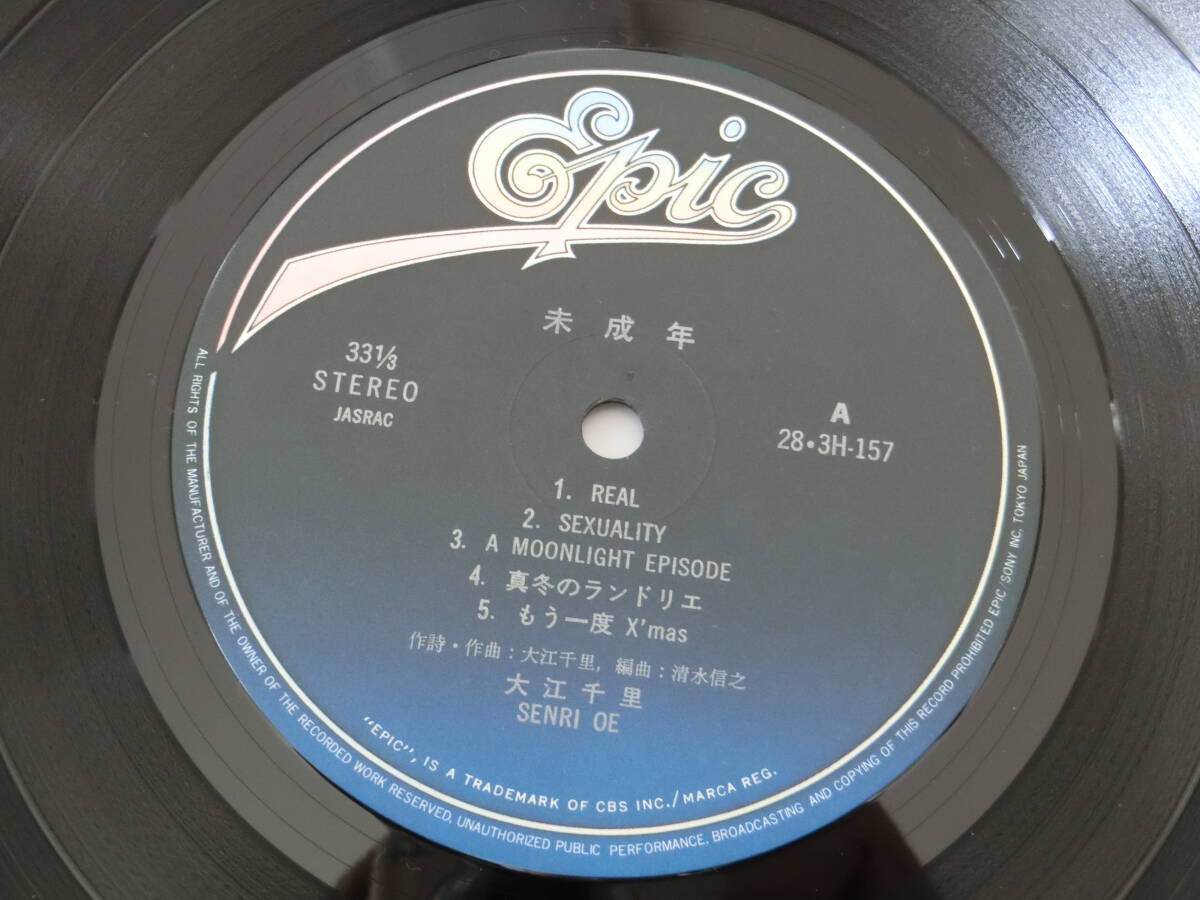 Epic
未成年
33⅓
STEREO
JASRAC
A
28・3H-157
1. REAL
2. SEXUALITY
3. A MOONLIGHT EPISODE
4. 真冬のランドリエ
5. もう一度 X'mas
作詩・作曲：大江千里, 編曲：清水信之
大江千里
SENRI OE
"EPIC", IS A TRADEMARK OF CBS INC./MARCA REG.
ALL RIGHTS OF THE MANUFACTURER AND OF THE OWNER OF THE RECORDED WORK RESERVED, UNAUTHORIZED PUBLIC PERFORMANCE, BROADCASTING AND COPYING OF THIS RECORD PROHIBITED EPIC/SONY INC. TOKYO JAPAN